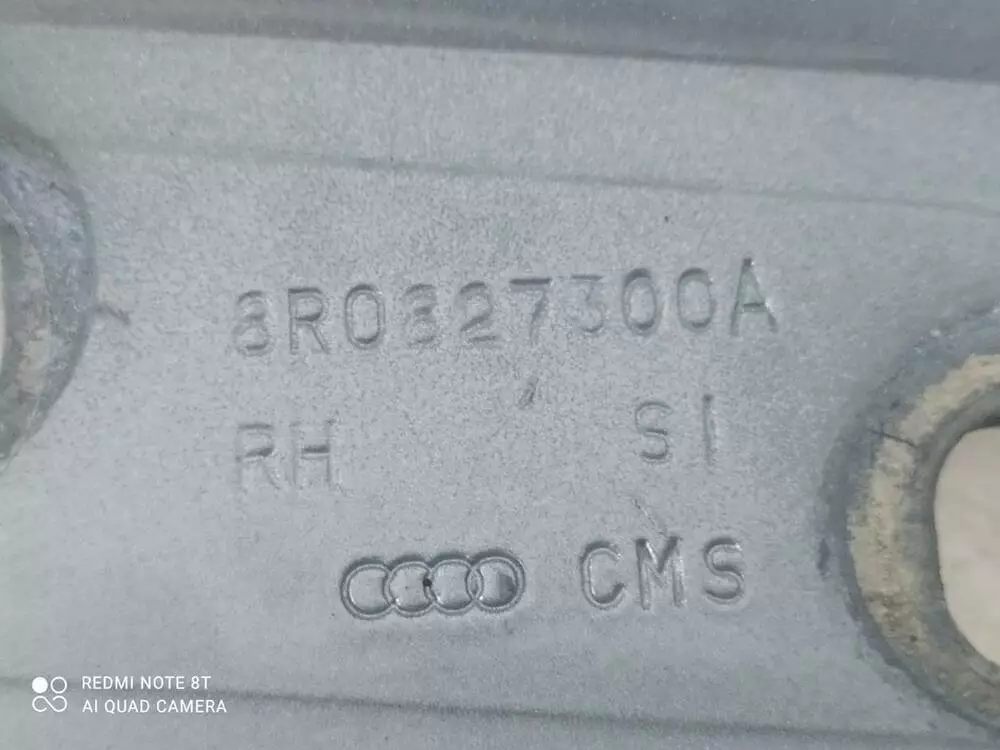 8R0827300A
RH SI
CMS
REDMI NOTE 8T
AI QUAD CAMERA